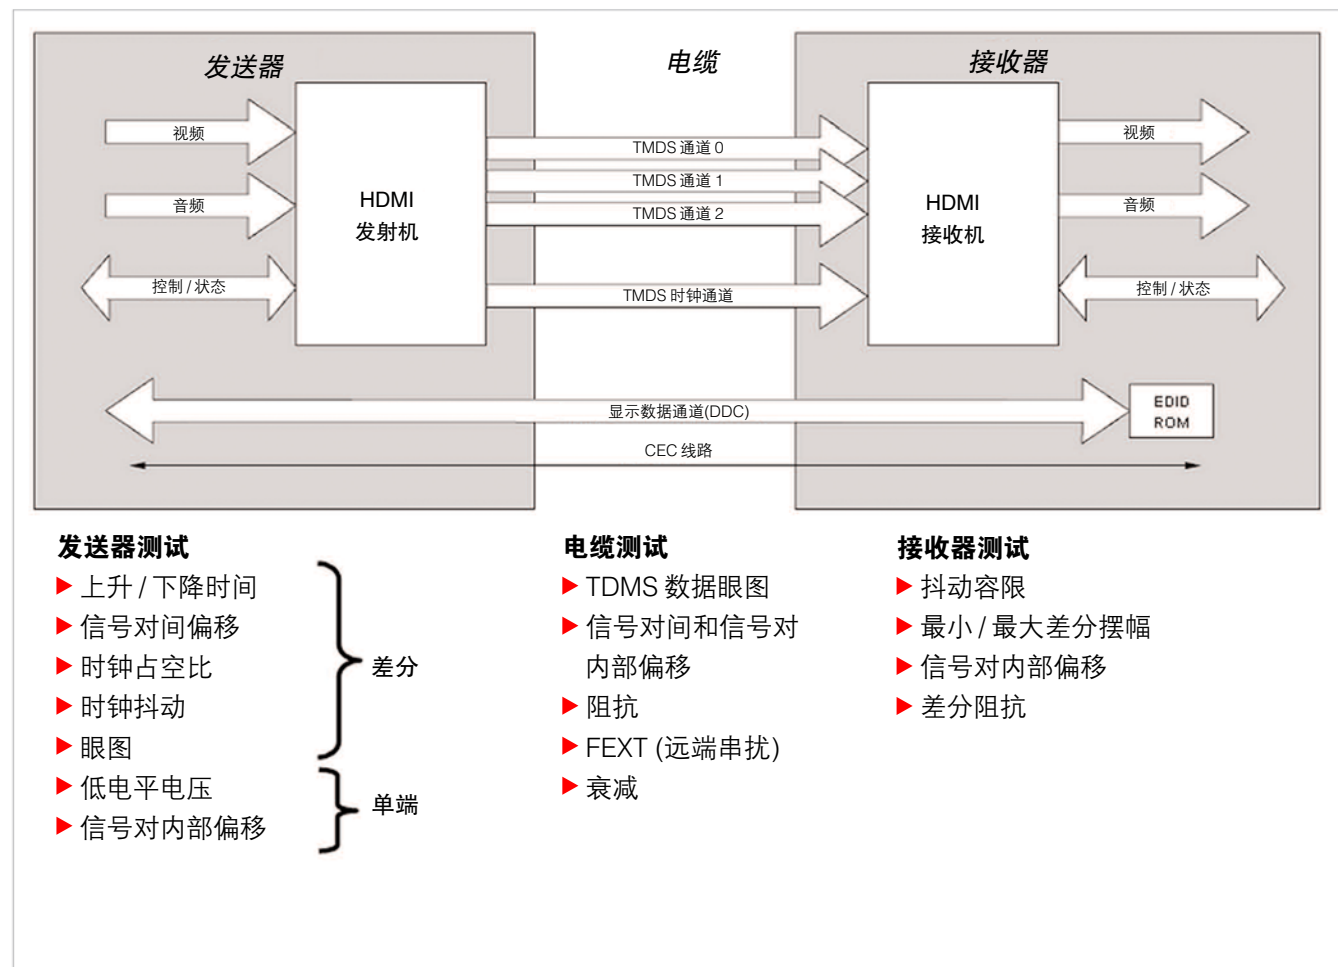 发送器
电缆
接收器
视频
音频
控制 / 状态
HDMI
发射机
TMDS 通道 0
TMDS 通道 1
TMDS 通道 2
TMDS 时钟通道
HDMI
接收机
视频
音频
控制 / 状态
显示数据通道(DDC)
EDID
ROM
CEC 线路
发送器测试
上升 / 下降时间
信号对间偏移
时钟占空比
时钟抖动
眼图
差分
低电平电压
信号对内部偏移
单端
电缆测试
TDMS 数据眼图
信号对间和信号对
内部偏移
阻抗
FEXT (远端串扰)
衰减
接收器测试
抖动容限
最小 / 最大差分摆幅
信号对内部偏移
差分阻抗